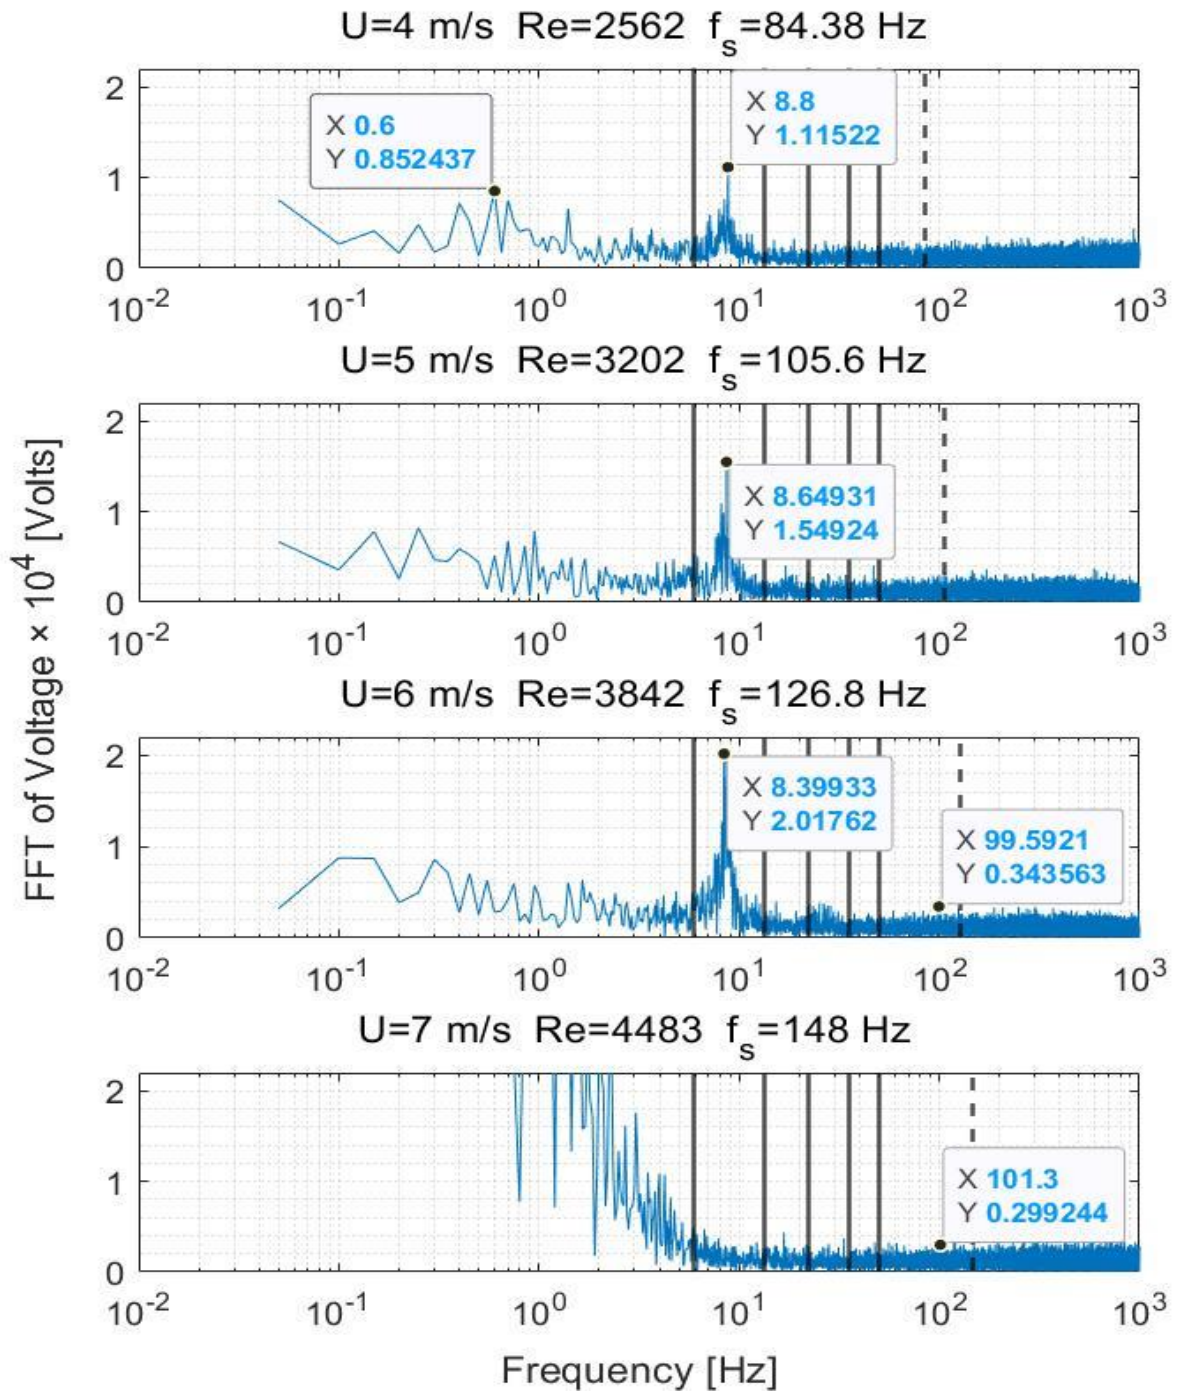 U=4 m/s Re=2562 f_s=84.38 Hz
2
1
0
X 0.6
Y 0.852437
X 8.8
Y 1.11522
10^-2 10^-1 10^0 10^1 10^2 10^3
U=5 m/s Re=3202 f_s=105.6 Hz
2
1
0
X 8.64931
Y 1.54924
10^-2 10^-1 10^0 10^1 10^2 10^3
FFT of Voltage × 10^4 [Volts]
U=6 m/s Re=3842 f_s=126.8 Hz
2
1
0
X 8.39933
Y 2.01762
X 99.5921
Y 0.343563
10^-2 10^-1 10^0 10^1 10^2 10^3
U=7 m/s Re=4483 f_s=148 Hz
2
1
0
X 101.3
Y 0.299244
10^-2 10^-1 10^0 10^1 10^2 10^3
Frequency [Hz]